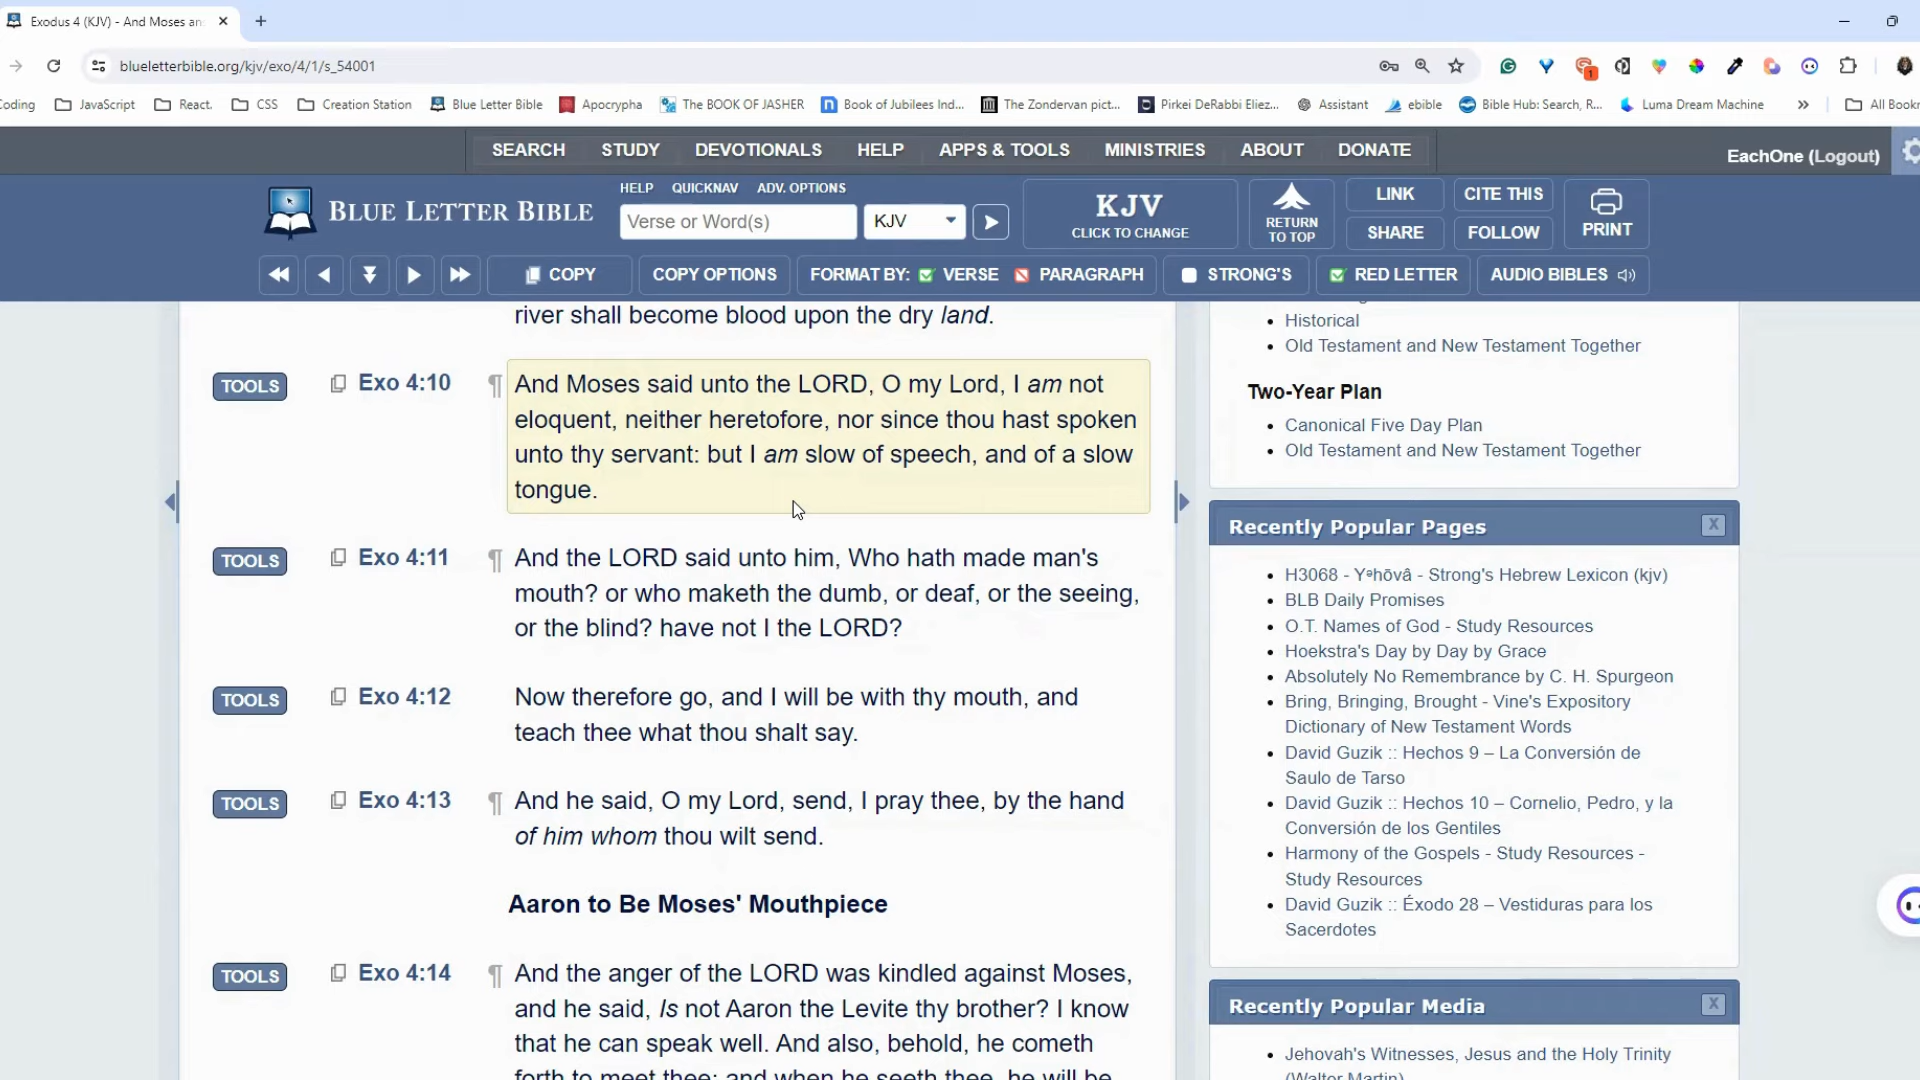 Exodus 4 (KJV) - And Moses an
blueletterbible.org/kjv/exo/4/1/s_54001
1
Coding JavaScript React. CSS Creation Station Blue Letter Bible Apocrypha The BOOK OF JASHER Book of Jubilees Ind... The Zondervan pict... Pirkei DeRabbi Eliez... Assistant ebible Bible Hub: Search, R... Luma Dream Machine » All Bookm
SEARCH STUDY DEVOTIONALS HELP APPS & TOOLS MINISTRIES ABOUT DONATE
EachOne (Logout)
BLUE LETTER BIBLE
HELP QUICKNAV ADV. OPTIONS
Verse or Word(s) KJV
KJV
CLICK TO CHANGE
RETURN
TO TOP
LINK CITE THIS
SHARE FOLLOW
PRINT
COPY COPY OPTIONS FORMAT BY: VERSE PARAGRAPH STRONG'S RED LETTER AUDIO BIBLES
river shall become blood upon the dry land.
TOOLS Exo 4:10 ¶ And Moses said unto the LORD, O my Lord, I am not
eloquent, neither heretofore, nor since thou hast spoken
unto thy servant: but I am slow of speech, and of a slow
tongue.
TOOLS Exo 4:11 ¶ And the LORD said unto him, Who hath made man's
mouth? or who maketh the dumb, or deaf, or the seeing,
or the blind? have not I the LORD?
TOOLS Exo 4:12 Now therefore go, and I will be with thy mouth, and
teach thee what thou shalt say.
TOOLS Exo 4:13 ¶ And he said, O my Lord, send, I pray thee, by the hand
of him whom thou wilt send.
Aaron to Be Moses' Mouthpiece
TOOLS Exo 4:14 ¶ And the anger of the LORD was kindled against Moses,
and he said, Is not Aaron the Levite thy brother? I know
that he can speak well. And also, behold, he cometh
forth to meet thee: and when he seeth thee, he will be
Historical
Old Testament and New Testament Together
Two-Year Plan
Canonical Five Day Plan
Old Testament and New Testament Together
Recently Popular Pages X
H3068 - Yᵊhōvâ - Strong's Hebrew Lexicon (kjv)
BLB Daily Promises
O.T. Names of God - Study Resources
Hoekstra's Day by Day by Grace
Absolutely No Remembrance by C. H. Spurgeon
Bring, Bringing, Brought - Vine's Expository
Dictionary of New Testament Words
David Guzik :: Hechos 9 – La Conversión de
Saulo de Tarso
David Guzik :: Hechos 10 – Cornelio, Pedro, y la
Conversión de los Gentiles
Harmony of the Gospels - Study Resources -
Study Resources
David Guzik :: Éxodo 28 – Vestiduras para los
Sacerdotes
Recently Popular Media X
Jehovah's Witnesses, Jesus and the Holy Trinity
(Walter Martin)